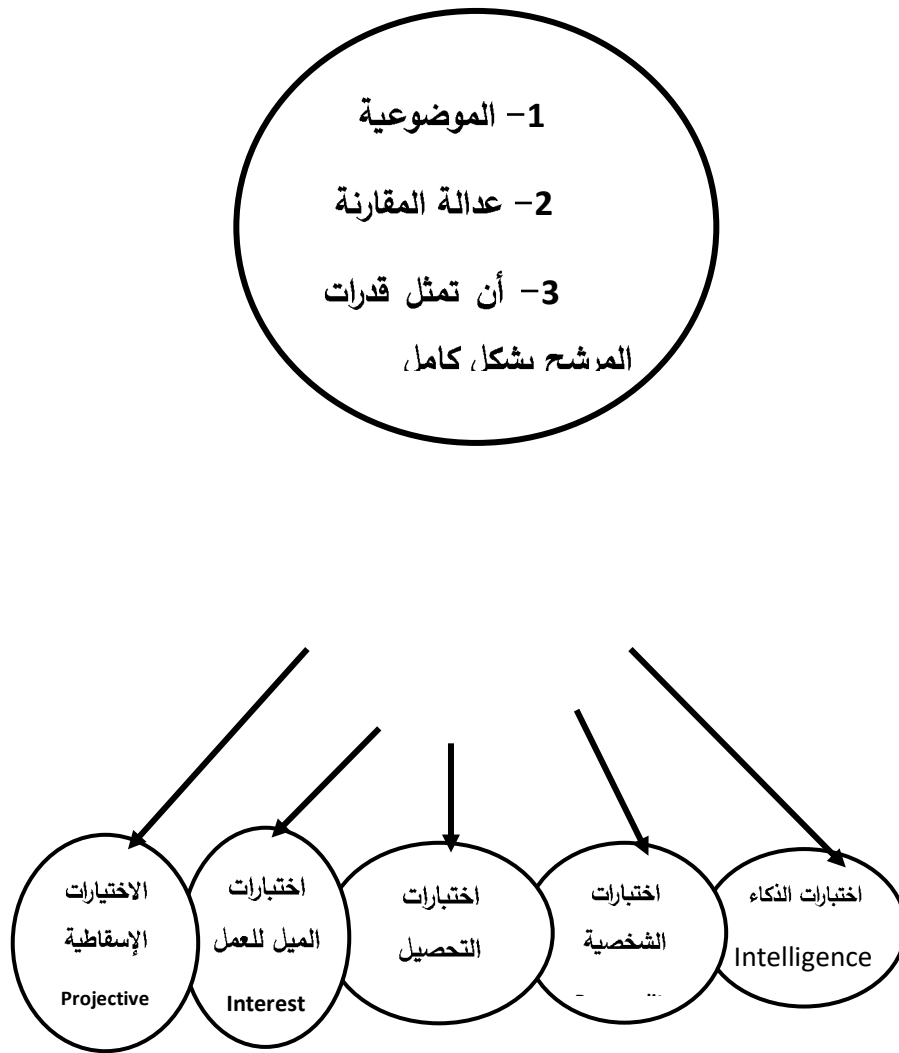 1- الموضوعية
2- عدالة المقارنة
3- أن تمثل قدرات
المرشح بشكل كامل
اختبارات الذكاء
Intelligence
اختبارات
الشخصية
اختبارات
التحصيل
اختبارات
الميل للعمل
Interest
الاختيارات
الإسقاطية
Projective